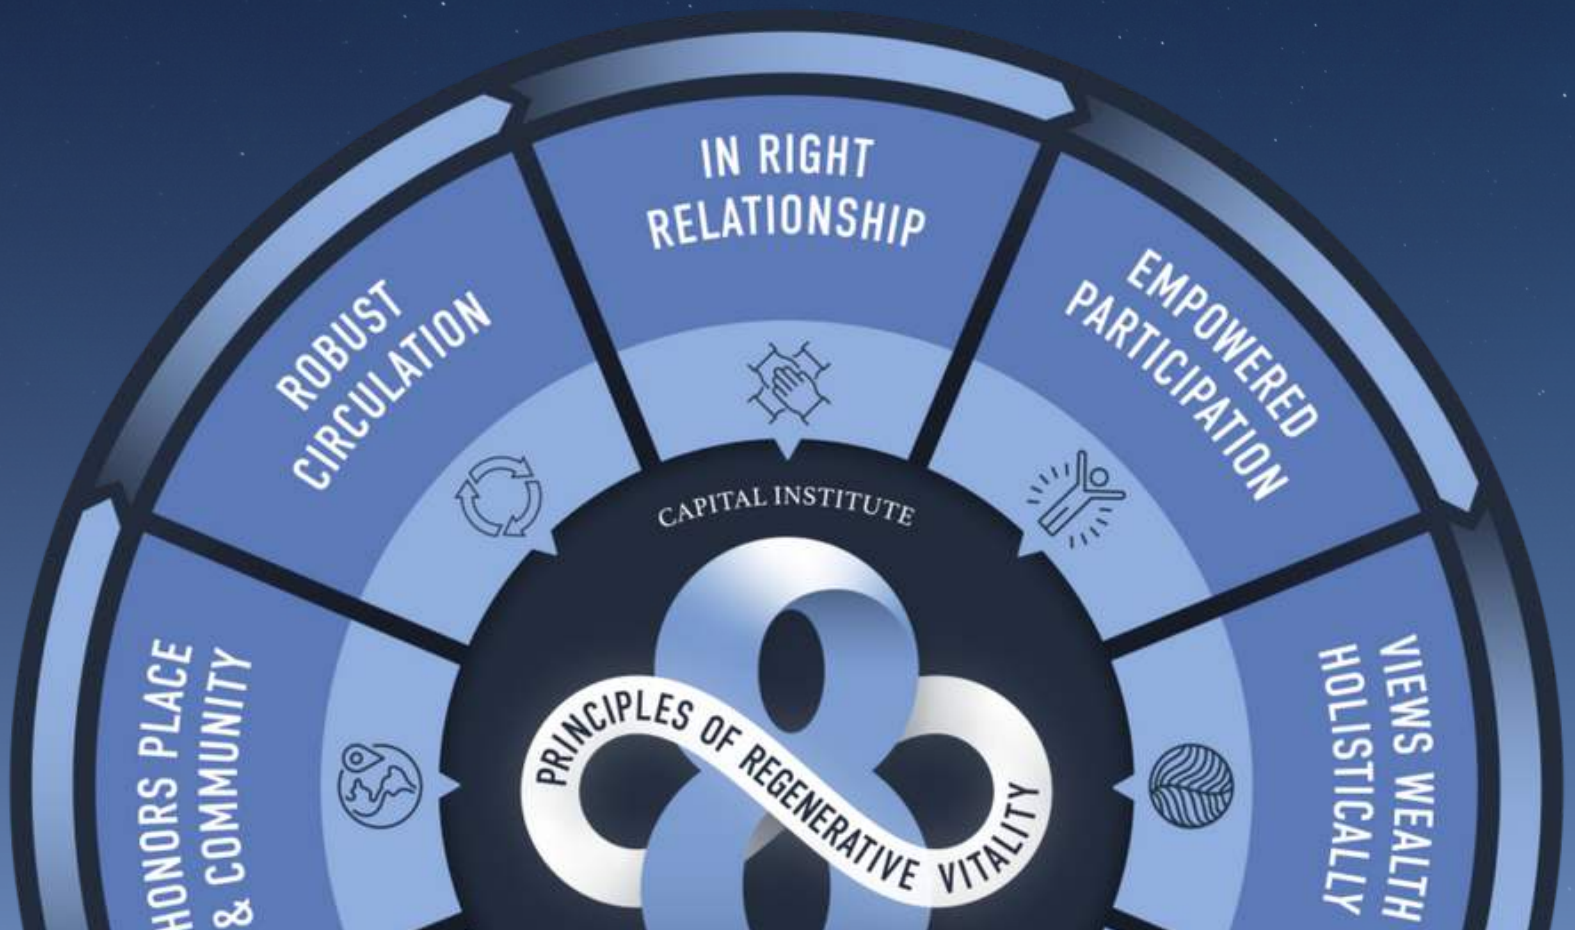 IN RIGHT
RELATIONSHIP
EMPOWERED
PARTICIPATION
VIEWS WEALTH
HOLISTICALLY
HONORS PLACE
& COMMUNITY
ROBUST
CIRCULATION
CAPITAL INSTITUTE
8
PRINCIPLES OF REGENERATIVE VITALITY